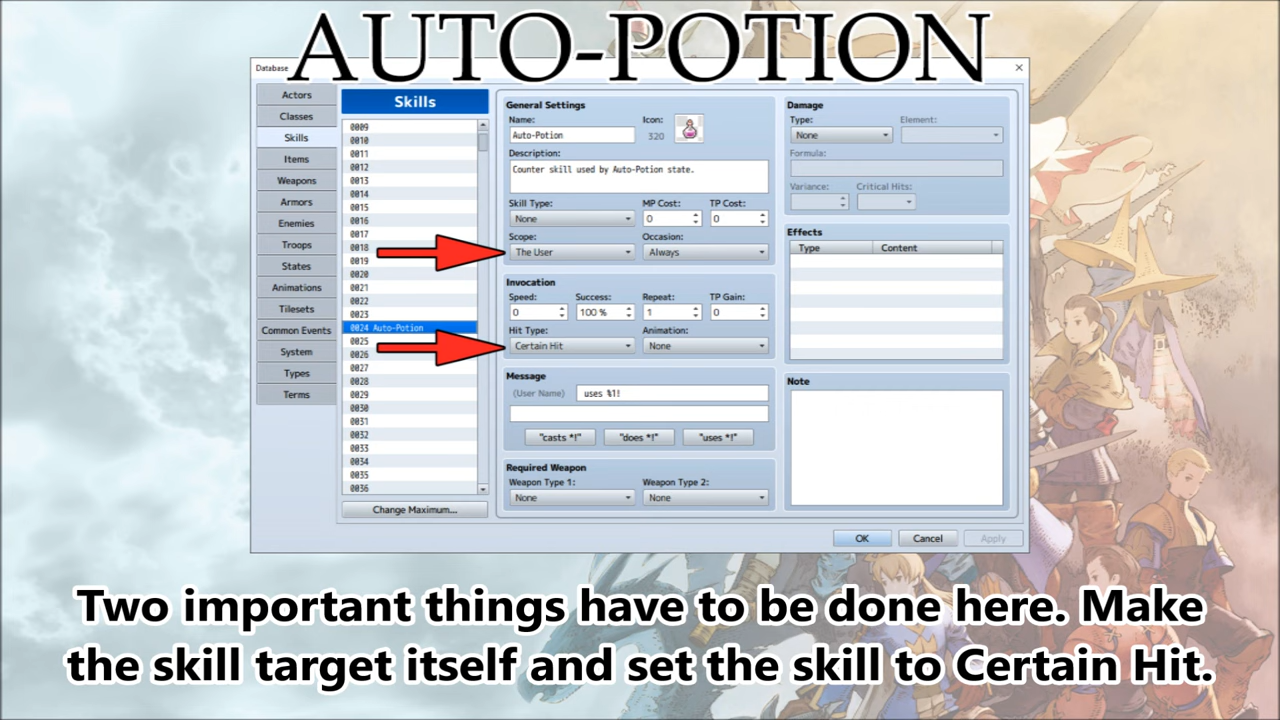 AUTO-POTION
Database
Actors
Classes
Skills
Items
Weapons
Armors
Enemies
Troops
States
Animations
Tilesets
Common Events
System
Types
Terms
Skills
0009
0010
0011
0012
0013
0014
0015
0016
0017
0018
0019
0020
0021
0022
0023
0024 Auto-Potion
0025
0026
0027
0028
0029
0030
0031
0032
0033
0034
0035
0036
Change Maximum...
General Settings
Name: Icon:
Auto-Potion 320
Description:
Counter skill used by Auto-Potion state.
Skill Type: MP Cost: TP Cost:
None 0 0
Scope: Occasion:
The User Always
Invocation
Speed: Success: Repeat: TP Gain:
0 100 % 1 0
Hit Type: Animation:
Certain Hit None
Message
(User Name) uses %1!
"casts *!" "does *!" "uses *!"
Required Weapon
Weapon Type 1: Weapon Type 2:
None None
Damage
Type: Element:
None
Formula:
Variance: Critical Hits:
Effects
Type Content
Note
OK Cancel Apply
Two important things have to be done here. Make
the skill target itself and set the skill to Certain Hit.